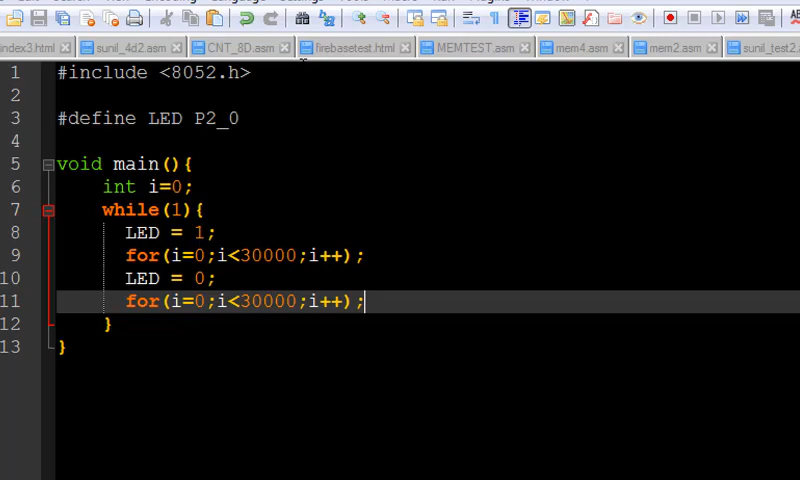 index3.html sunil_4d2.asm CNT_8D.asm firebasetest.html MEMTEST.asm mem4.asm mem2.asm sunil_test2
1 #include <8052.h>
2
3 #define LED P2_0
4
5 void main(){
6 int i=0;
7 while(1){
8 LED = 1;
9 for(i=0;i<30000;i++);
10 LED = 0;
11 for(i=0;i<30000;i++);
12 }
13 }